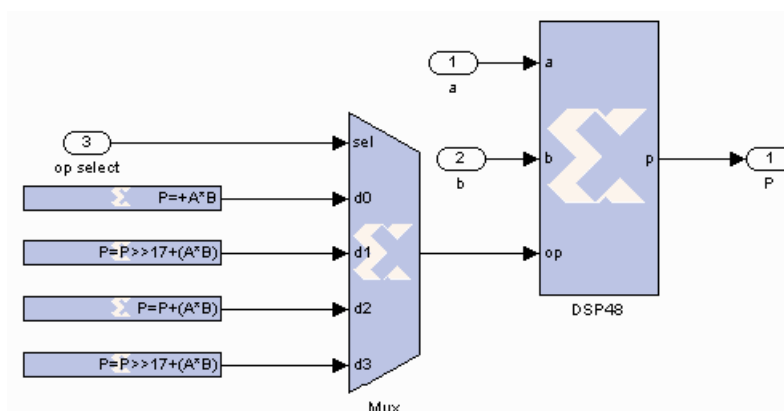 1
a
a
3
op select
sel
2
b
b
p
1
P
P=+A*B
d0
P=P>>17+(A*B)
d1
op
P=P+(A*B)
d2
DSP48
P=P>>17+(A*B)
d3
Mux